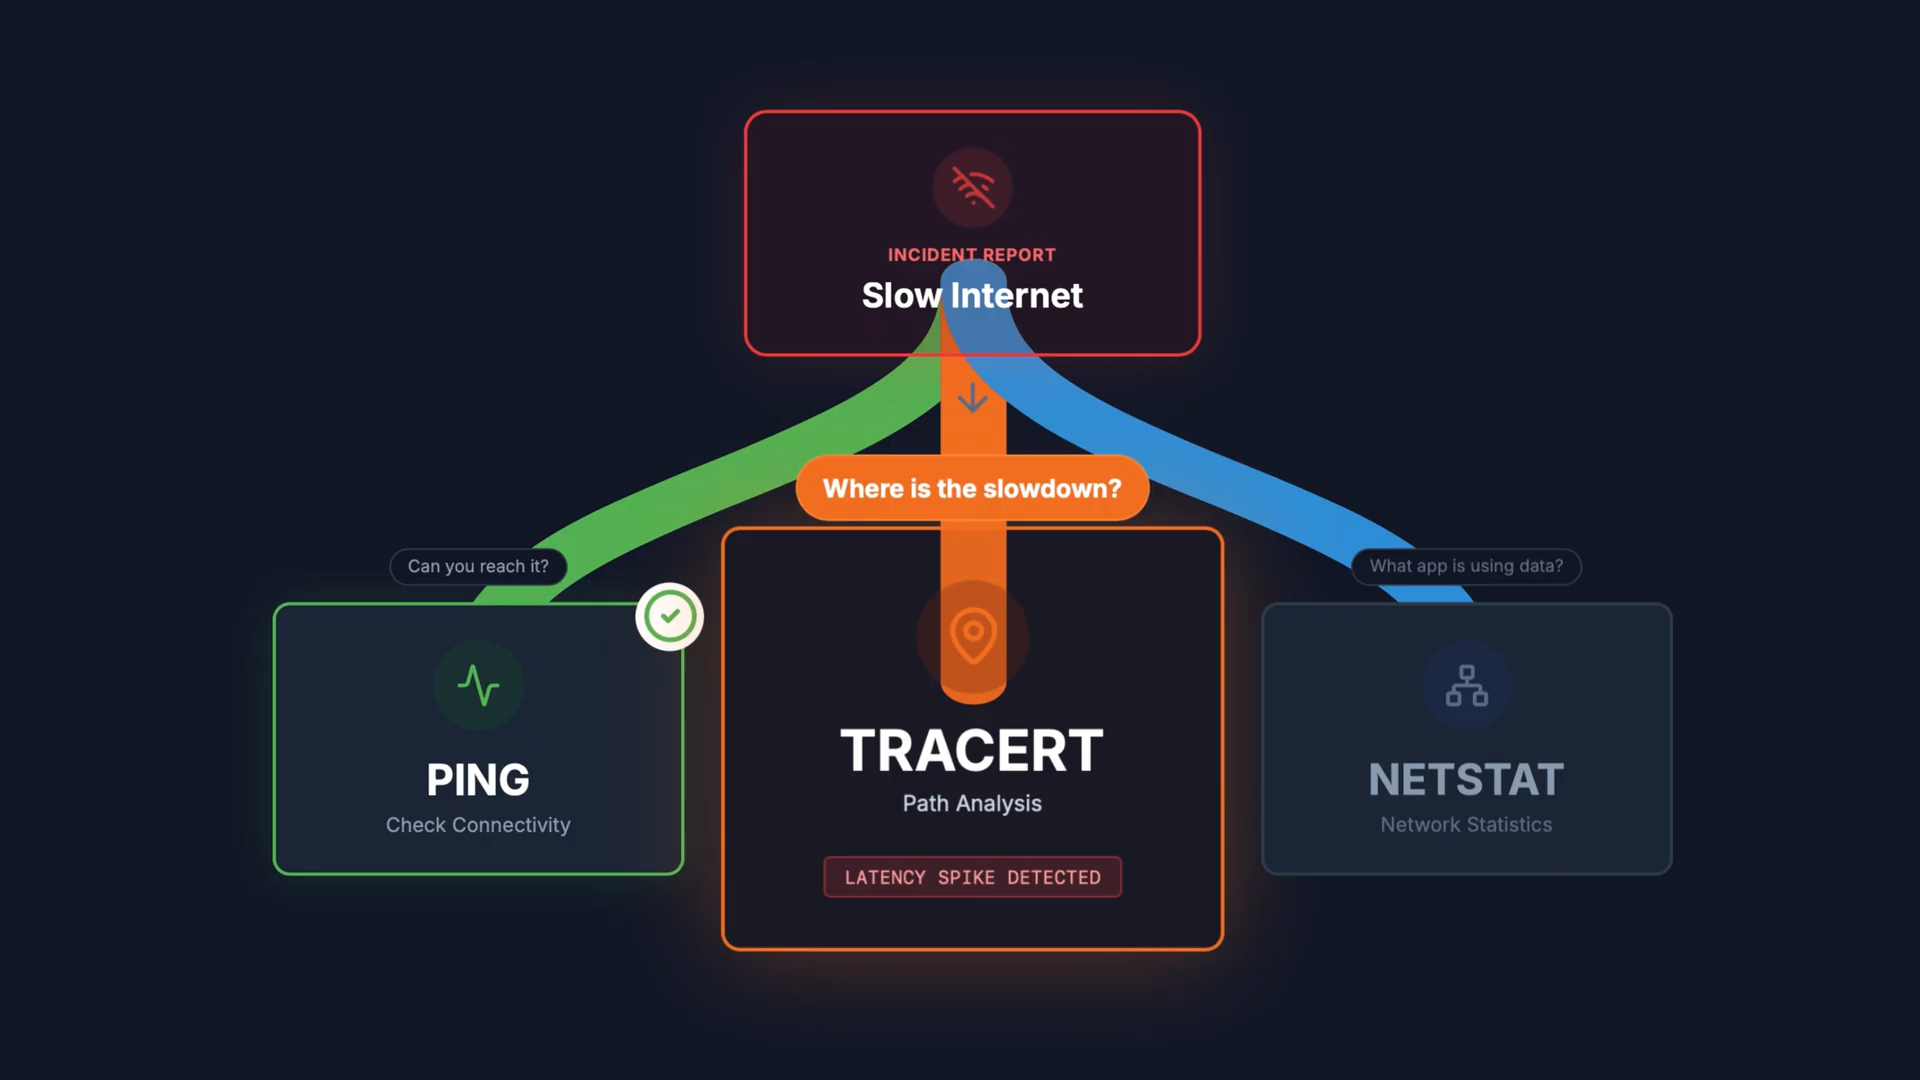 INCIDENT REPORT
Slow Internet
Where is the slowdown?
Can you reach it?
What app is using data?
PING
Check Connectivity
TRACERT
Path Analysis
LATENCY SPIKE DETECTED
NETSTAT
Network Statistics